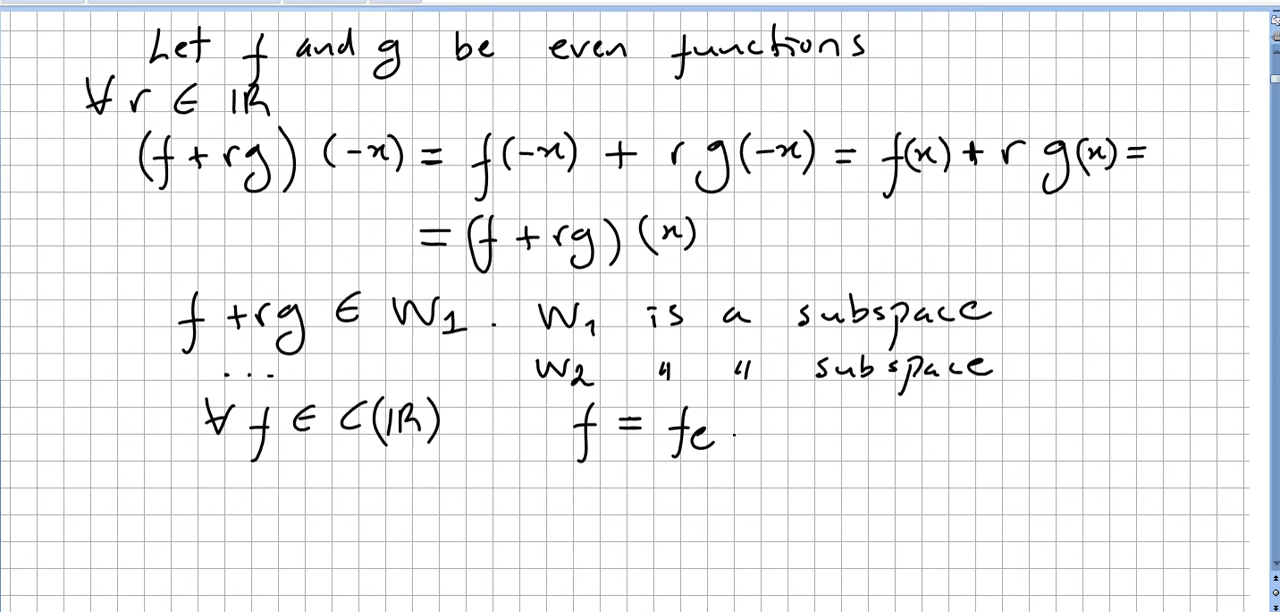 Let f and g be even functions
∀ r ∈ ℝ
(f + rg) (-x) = f(-x) + r g(-x) = f(x) + r g(x) =
= (f + rg) (x)
f + rg ∈ W₁ . W₁ is a subspace
... W₂ " " subspace
∀ f ∈ C(ℝ) f = fe .